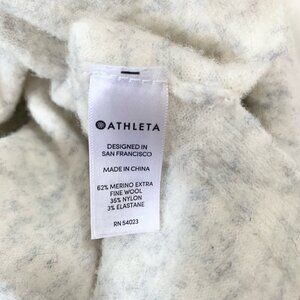 ATHLETA
DESIGNED IN
SAN FRANCISCO
MADE IN CHINA
62% MERINO EXTRA
FINE WOOL
35% NYLON
3% ELASTANE
RN 54023